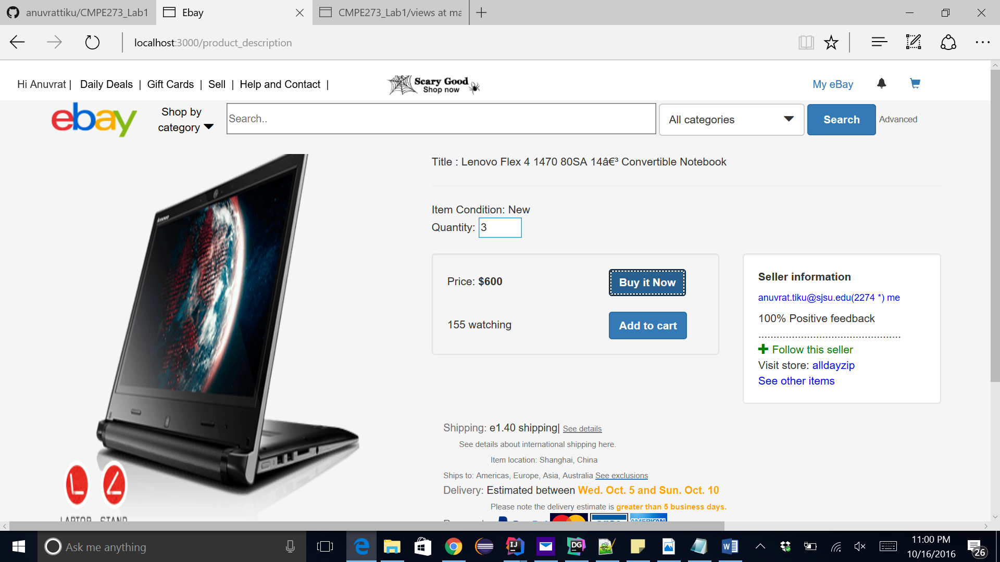 anuvrattiku/CMPE273_Lab1
Ebay
CMPE273_Lab1/views at ma
localhost:3000/product_description
Hi Anuvrat | Daily Deals | Gift Cards | Sell | Help and Contact |
Scary Good
Shop now
My eBay
ebay
Shop by
category
Search..
All categories
Search
Advanced
Title : Lenovo Flex 4 1470 80SA 14â€³ Convertible Notebook
Item Condition: New
Quantity: 3
Price: $600
Buy it Now
155 watching
Add to cart
Seller information
anuvrat.tiku@sjsu.edu(2274 *) me
100% Positive feedback
..............................................
Follow this seller
Visit store: alldayzip
See other items
Shipping: e1.40 shipping| See details
See details about international shipping here.
Item location: Shanghai, China
Ships to: Americas, Europe, Asia, Australia See exclusions
Delivery: Estimated between Wed. Oct. 5 and Sun. Oct. 10
Please note the delivery estimate is greater than 5 business days.
AMERICAN
lenovo
LAPTOP STAND
Ask me anything
IJ
DG
W
11:00 PM
10/16/2016
26